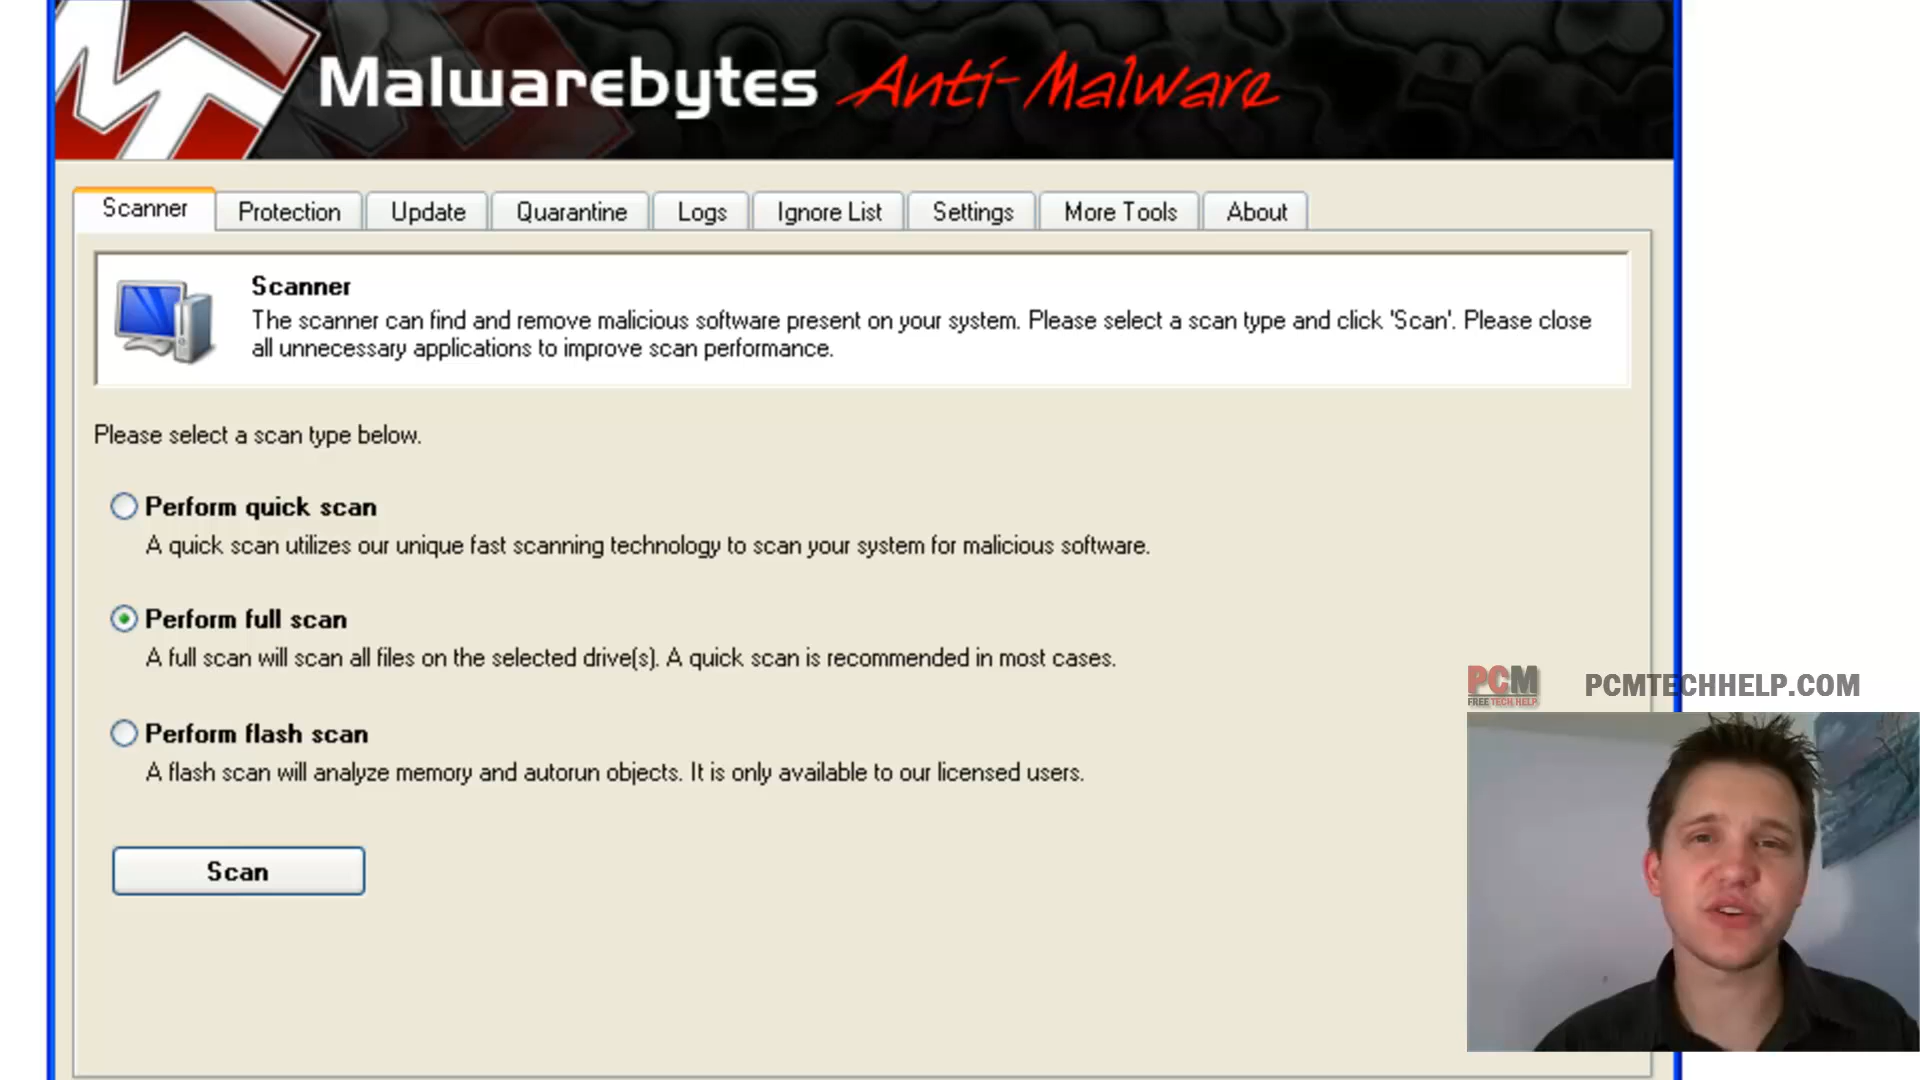 Malwarebytes Anti-Malware
Scanner Protection Update Quarantine Logs Ignore List Settings More Tools About
Scanner
The scanner can find and remove malicious software present on your system. Please select a scan type and click 'Scan'. Please close
all unnecessary applications to improve scan performance.
Please select a scan type below.
Perform quick scan
A quick scan utilizes our unique fast scanning technology to scan your system for malicious software.
Perform full scan
A full scan will scan all files on the selected drive(s). A quick scan is recommended in most cases.
Perform flash scan
A flash scan will analyze memory and autorun objects. It is only available to our licensed users.
Scan
PCM
FREE TECH HELP
PCMTECHHELP.COM